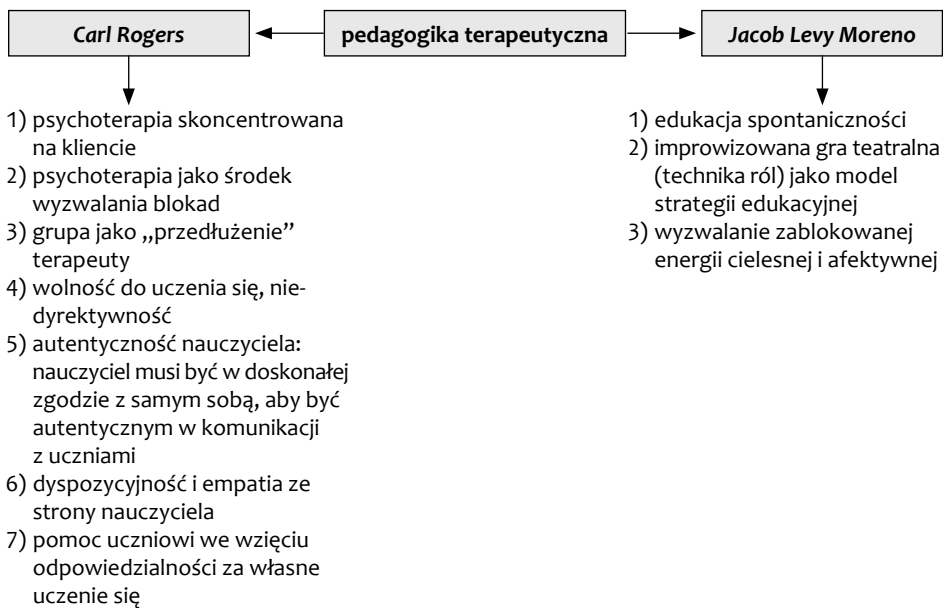 Carl Rogers
pedagogika terapeutyczna
Jacob Levy Moreno
1) psychoterapia skoncentrowana
na kliencie
2) psychoterapia jako środek
wyzwalania blokad
3) grupa jako „przedłużenie”
terapeuty
4) wolność do uczenia się, nie-
dyrektywność
5) autentyczność nauczyciela:
nauczyciel musi być w doskonałej
zgodzie z samym sobą, aby być
autentycznym w komunikacji
z uczniami
6) dyspozycyjność i empatia ze
strony nauczyciela
7) pomoc uczniowi we wzięciu
odpowiedzialności za własne
uczenie się
1) edukacja spontaniczności
2) improwizowana gra teatralna
(technika ról) jako model
strategii edukacyjnej
3) wyzwalanie zablokowanej
energii cielesnej i afektywnej